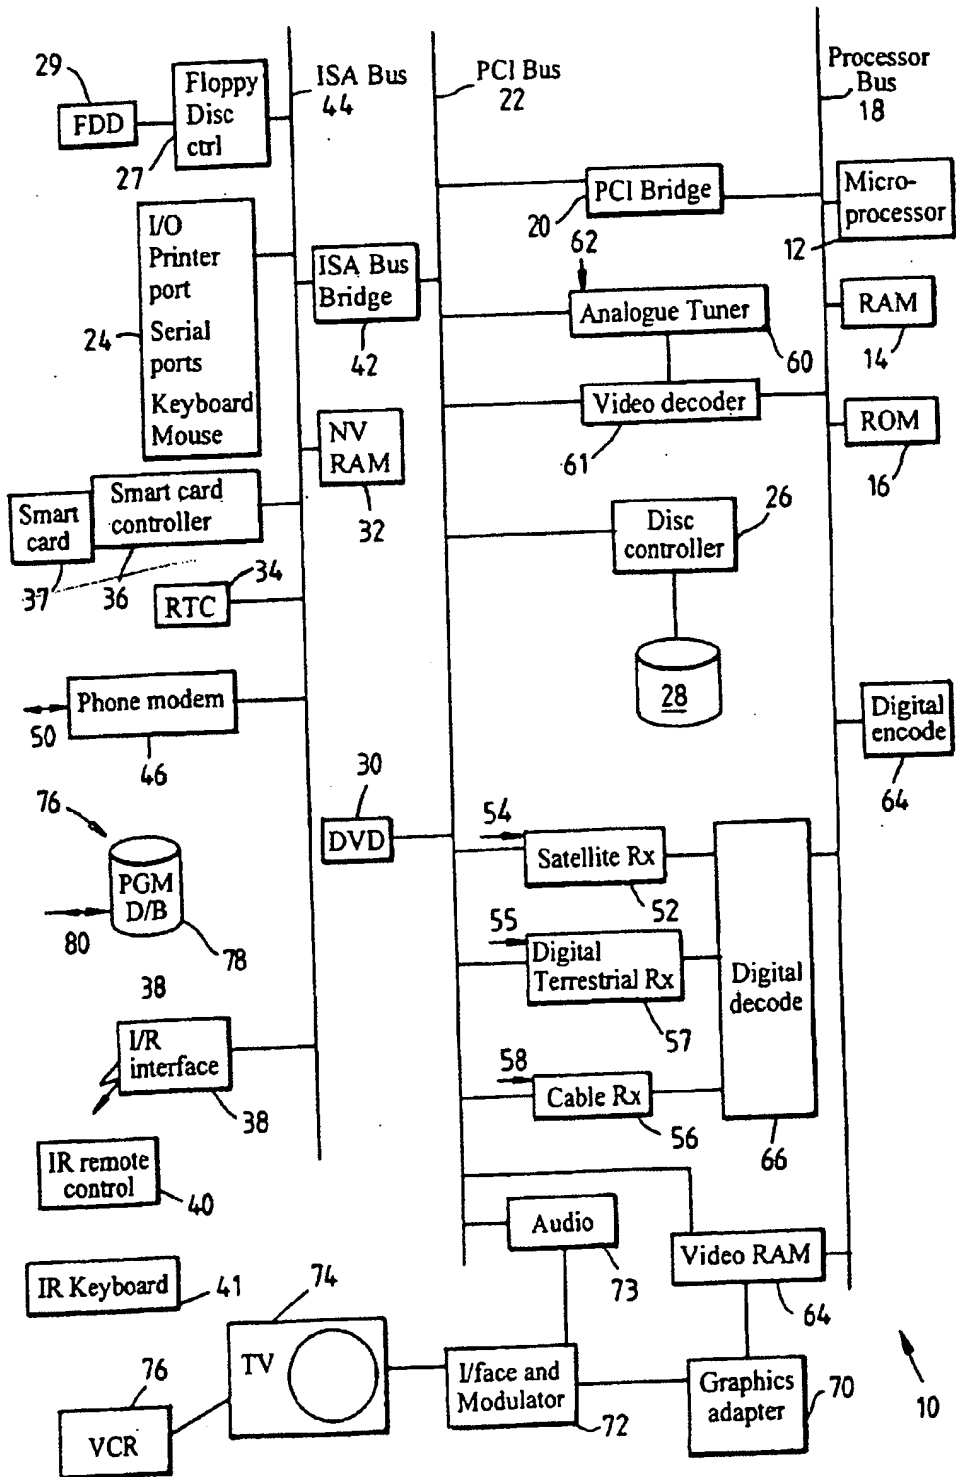 29
FDD
Floppy
Disc
ctrl
27
ISA Bus
44
PCI Bus
22
Processor
Bus
18
PCI Bridge
20
Micro-
processor
12
I/O
Printer
port
Serial
ports
Keyboard
Mouse
24
ISA Bus
Bridge
42
62
Analogue Tuner
60
RAM
14
Video decoder
61
ROM
16
NV
RAM
32
Smart
card
37
Smart card
controller
36
34
RTC
26
Disc
controller
28
Phone modem
50
46
Digital
encode
64
30
DVD
76
PGM
D/B
80
78
54
Satellite Rx
52
55
Digital
Terrestrial Rx
57
58
Cable Rx
56
Digital
decode
66
38
I/R
interface
38
IR remote
control
40
IR Keyboard
41
Audio
73
Video RAM
64
74
TV
76
VCR
I/face and
Modulator
72
Graphics
adapter
70
10